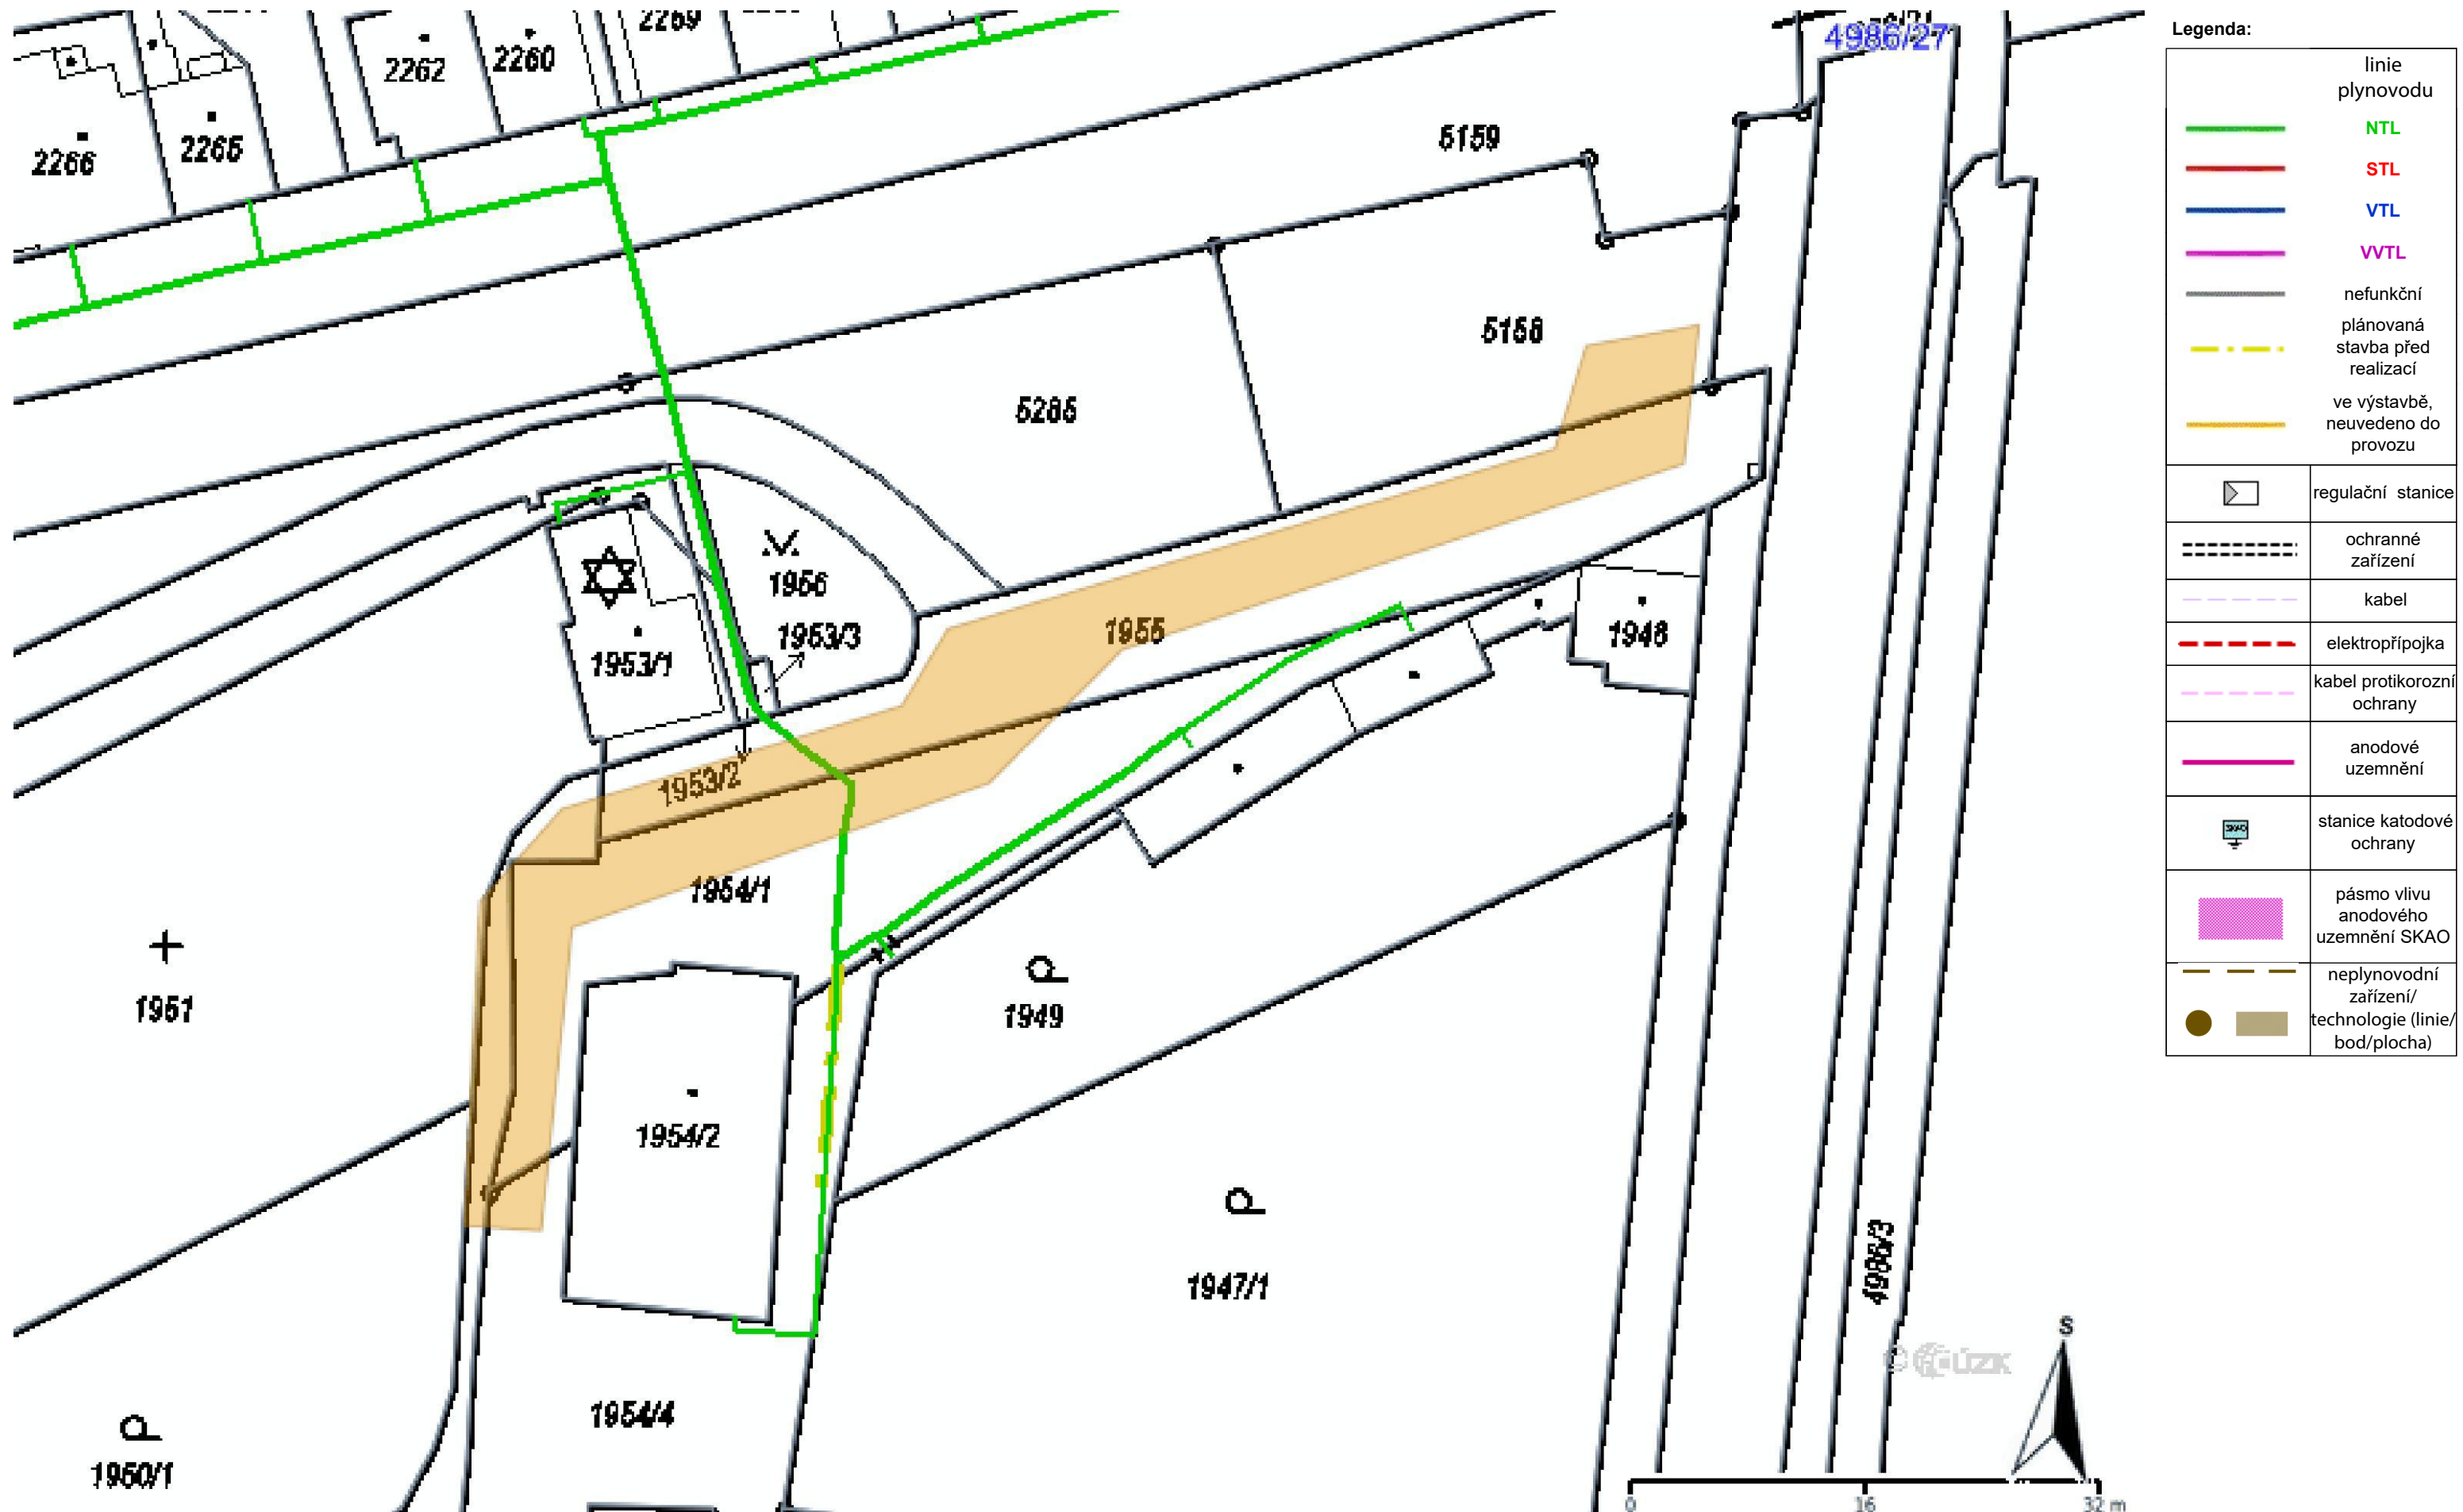 2269
4986/27
2262
2260
2266
2265
5159
5158
5285
1956
1953/3
1955
1953/1
1948
1953/2
1954/1
1951
1949
1954/2
1947/1
4986/3
1954/4
1950/1
S
0 16 32 m
Legenda:
linie
plynovodu
NTL
STL
VTL
VVTL
nefunkční
plánovaná
stavba před
realizací
ve výstavbě,
neuvedeno do
provozu
regulační stanice
ochranné
zařízení
kabel
elektropřípojka
kabel protikorozní
ochrany
anodové
uzemnění
SKAO
stanice katodové
ochrany
pásmo vlivu
anodového
uzemnění SKAO
neplynovodní
zařízení/
technologie (linie/
bod/plocha)